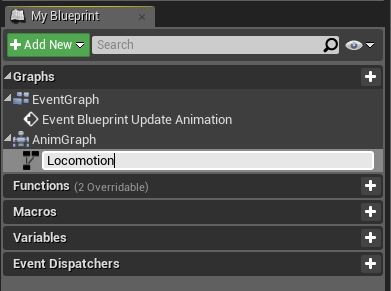 My Blueprint
Add New
Search
Graphs
EventGraph
Event Blueprint Update Animation
AnimGraph
Locomotion
Functions (2 Overridable)
Macros
Variables
Event Dispatchers